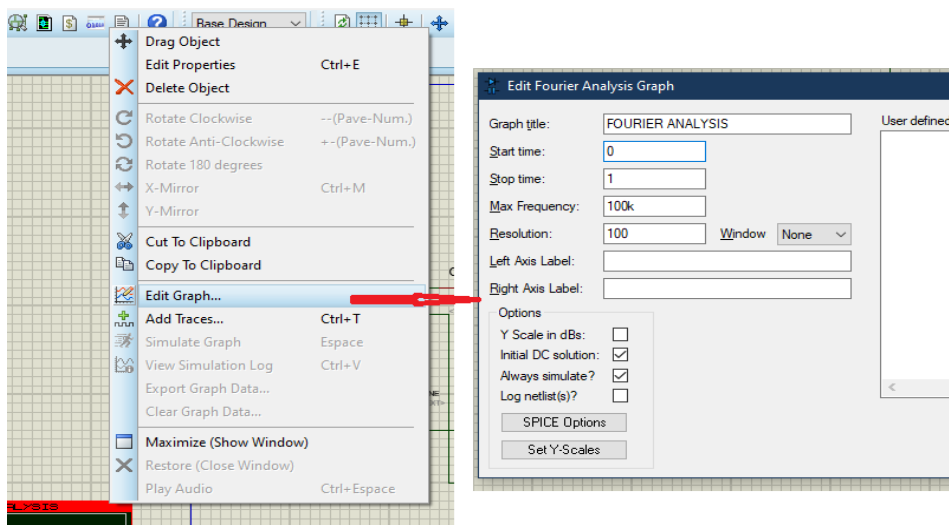 Base Design
Drag Object
Edit Properties Ctrl+E
Delete Object
Rotate Clockwise --(Pave-Num.)
Rotate Anti-Clockwise +-(Pave-Num.)
Rotate 180 degrees
X-Mirror Ctrl+M
Y-Mirror
Cut To Clipboard
Copy To Clipboard
Edit Graph...
Add Traces... Ctrl+T
Simulate Graph Espace
View Simulation Log Ctrl+V
Export Graph Data...
Clear Graph Data...
Maximize (Show Window)
Restore (Close Window)
Play Audio Ctrl+Espace
Edit Fourier Analysis Graph
Graph title: FOURIER ANALYSIS
Start time: 0
Stop time: 1
Max Frequency: 100k
Resolution: 100 Window None
Left Axis Label:
Right Axis Label:
Options
Y Scale in dBs:
Initial DC solution:
Always simulate?
Log netlist(s)?
SPICE Options
Set Y-Scales
User defined